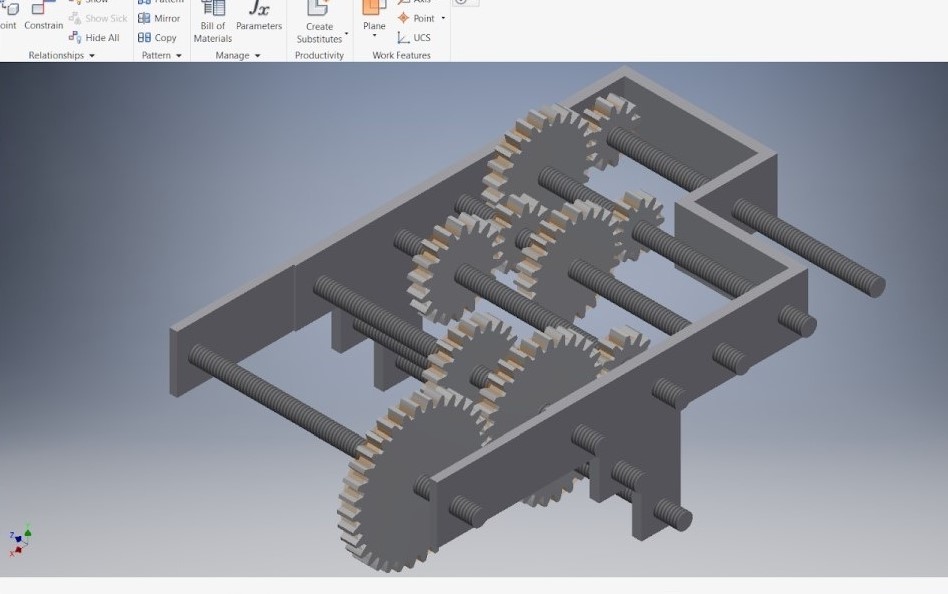 Show
Pattern
Axis
oint
Constrain
Show Sick
Hide All
Mirror
Copy
Bill of
Materials
Parameters
Create
Substitutes
Plane
Point
UCS
Relationships
Pattern
Manage
Productivity
Work Features
Z
Y
X